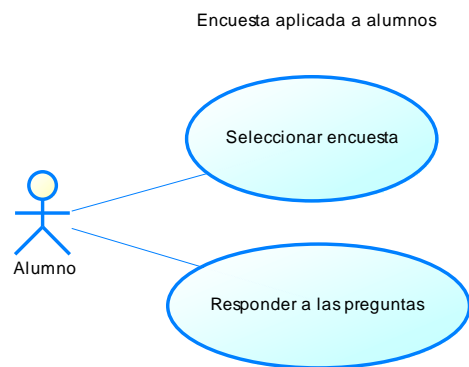 Encuesta aplicada a alumnos
Seleccionar encuesta
Alumno
Responder a las preguntas